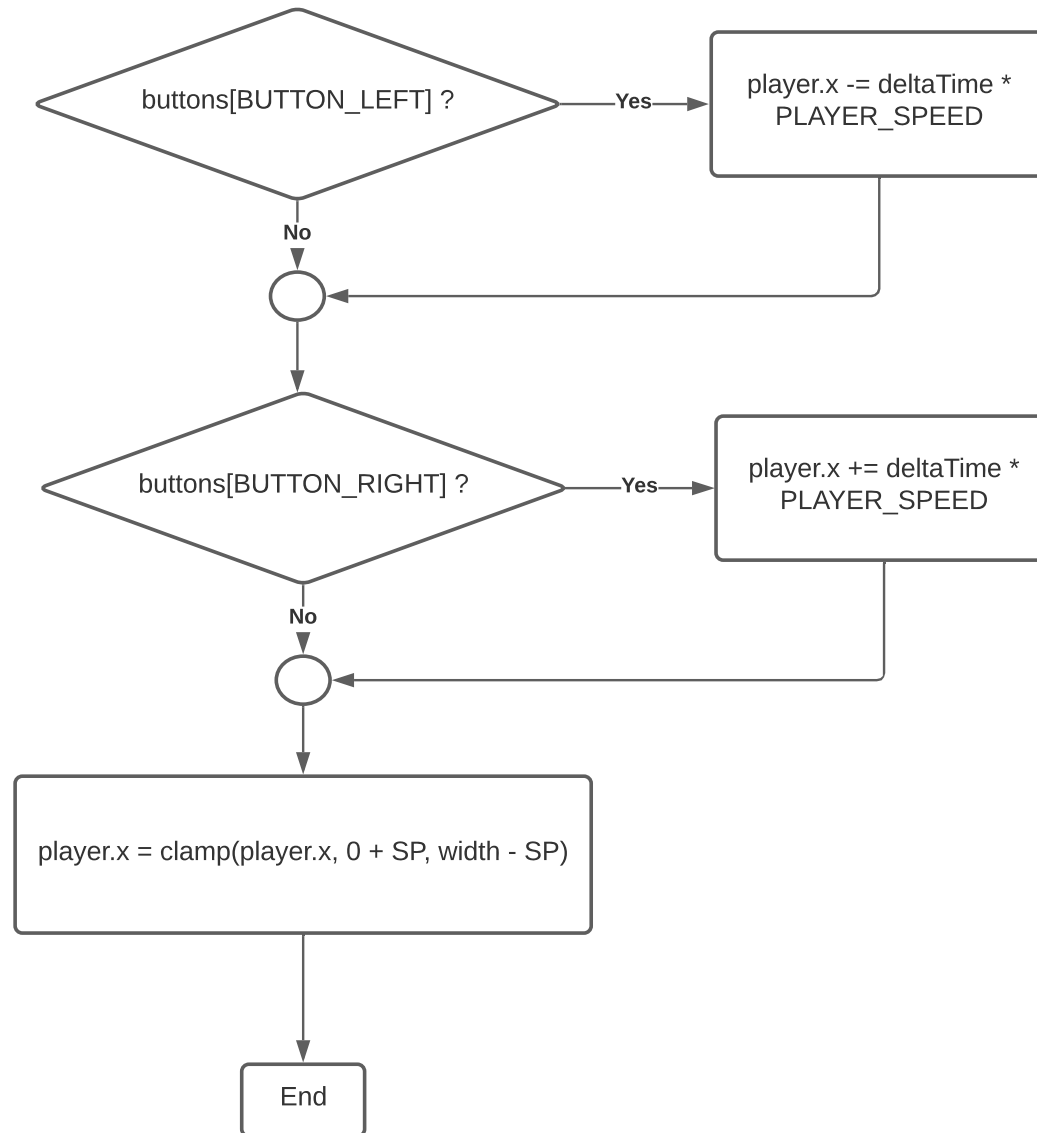 buttons[BUTTON_LEFT] ?
Yes
player.x -= deltaTime *
PLAYER_SPEED
No
buttons[BUTTON_RIGHT] ?
Yes
player.x += deltaTime *
PLAYER_SPEED
No
player.x = clamp(player.x, 0 + SP, width - SP)
End